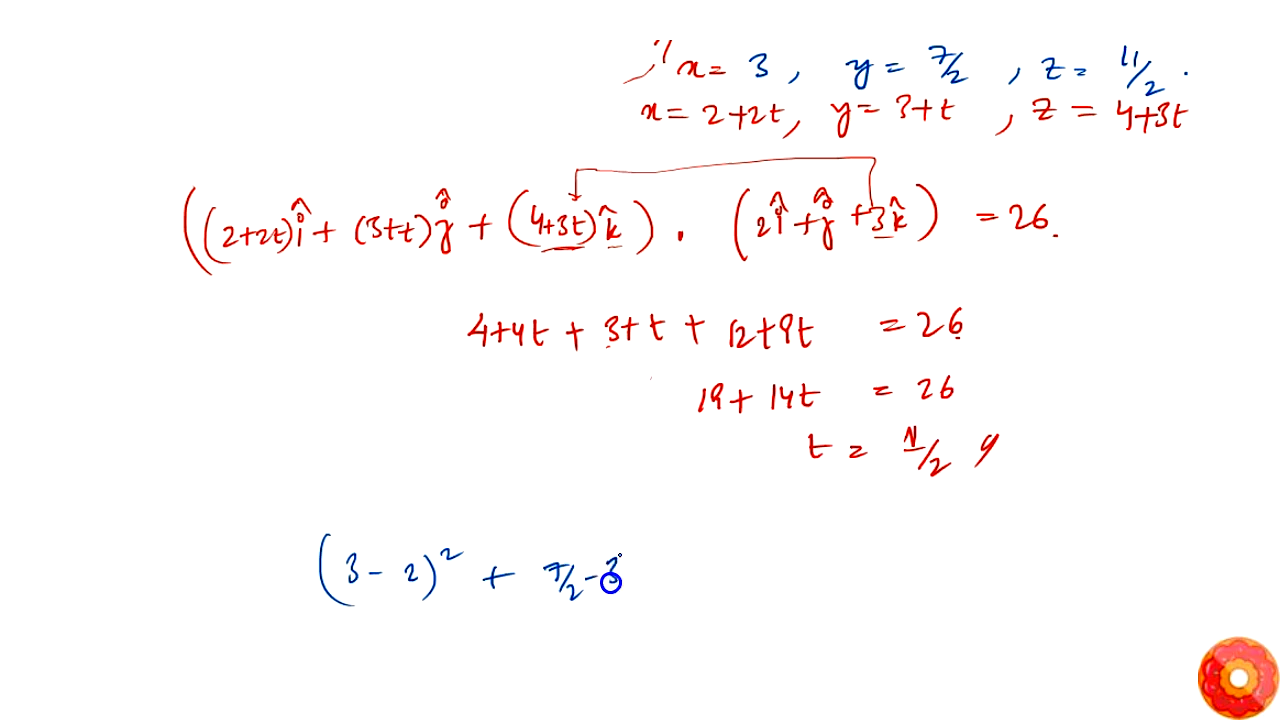 x = 3 , y = 7/2 , z = 11/2 .
x = 2+2t, y = 3+t , z = 4+3t
((2+2t)î + (3+t)ĵ + (4+3t)k̂) . (2î + ĵ + 3k̂) = 26.
4+4t + 3+t + 12+9t = 26
19 + 14t = 26
t = 1/2
(3 - 2)² + 7/2 - 3